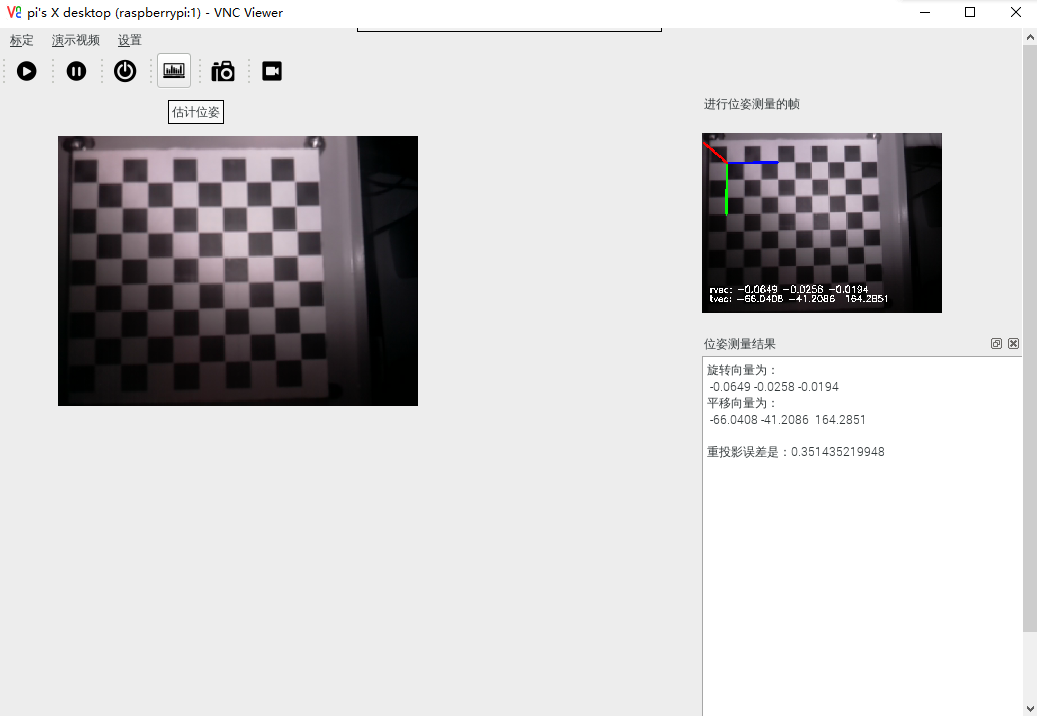 pi's X desktop (raspberrypi:1) - VNC Viewer
标定 演示视频 设置
估计位姿
进行位姿测量的帧
rvec: -0.0649 -0.0258 -0.0194
tvec: -66.0408 -41.2086 164.2851
位姿测量结果
旋转向量为：
-0.0649 -0.0258 -0.0194
平移向量为：
-66.0408 -41.2086 164.2851
重投影误差是：0.351435219948